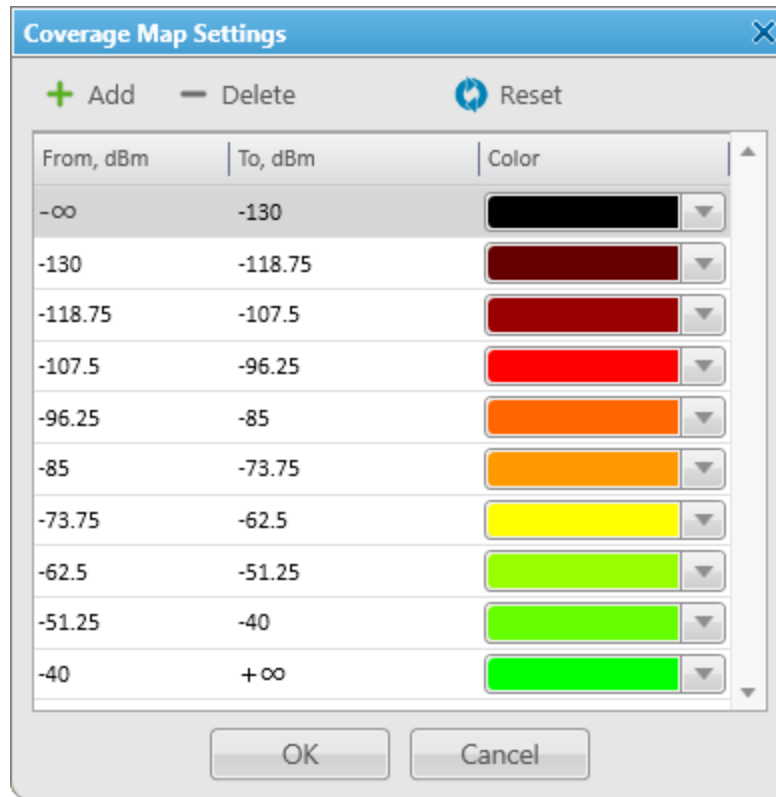 Coverage Map Settings
Add Delete Reset
From, dBm To, dBm Color
-∞ -130
-130 -118.75
-118.75 -107.5
-107.5 -96.25
-96.25 -85
-85 -73.75
-73.75 -62.5
-62.5 -51.25
-51.25 -40
-40 +∞
OK Cancel